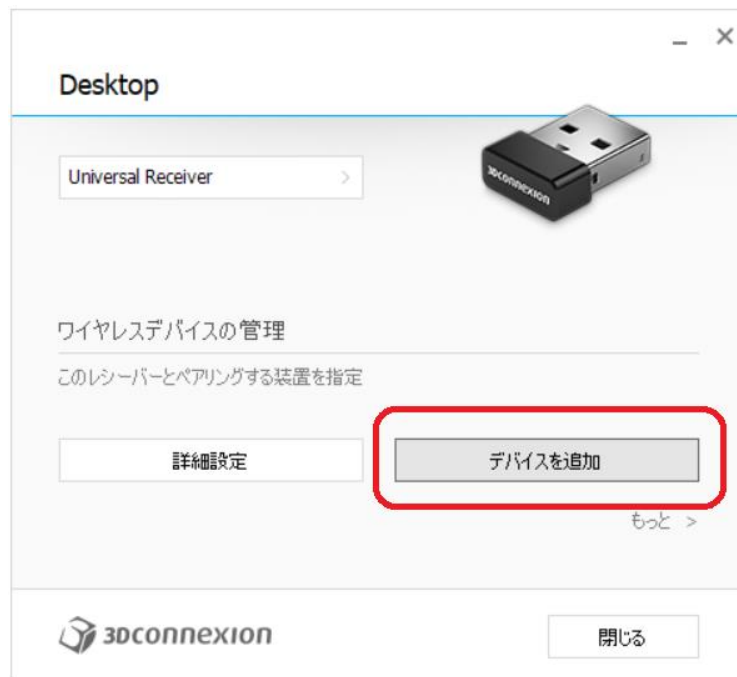 Desktop
Universal Receiver
3Dconnexion
ワイヤレスデバイスの管理
このレシーバーとペアリングする装置を指定
詳細設定
デバイスを追加
もっと >
3Dconnexion
閉じる